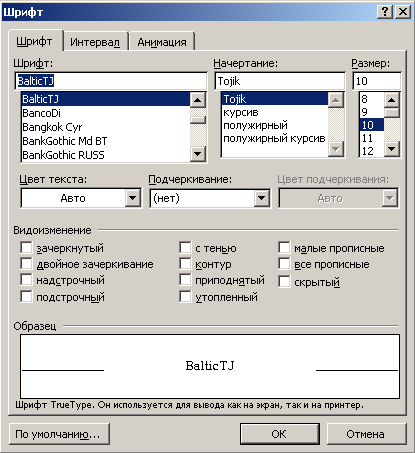 Шрифт
Шрифт Интервал Анимация
Шрифт: Начертание: Размер:
BalticTJ Tojik 10
BalticTJ Tojik 8
BancoDi курсив 9
Bangkok Cyr полужирный 10
BankGothic Md BT полужирный курсив 11
BankGothic RUSS 12
Цвет текста: Подчеркивание: Цвет подчеркивания:
Авто (нет) Авто
Видоизменение
зачеркнутый с тенью малые прописные
двойное зачеркивание контур все прописные
надстрочный приподнятый скрытый
подстрочный утопленный
Образец
BalticTJ
Шрифт TrueType. Он используется для вывода как на экран, так и на принтер.
По умолчанию... ОК Отмена